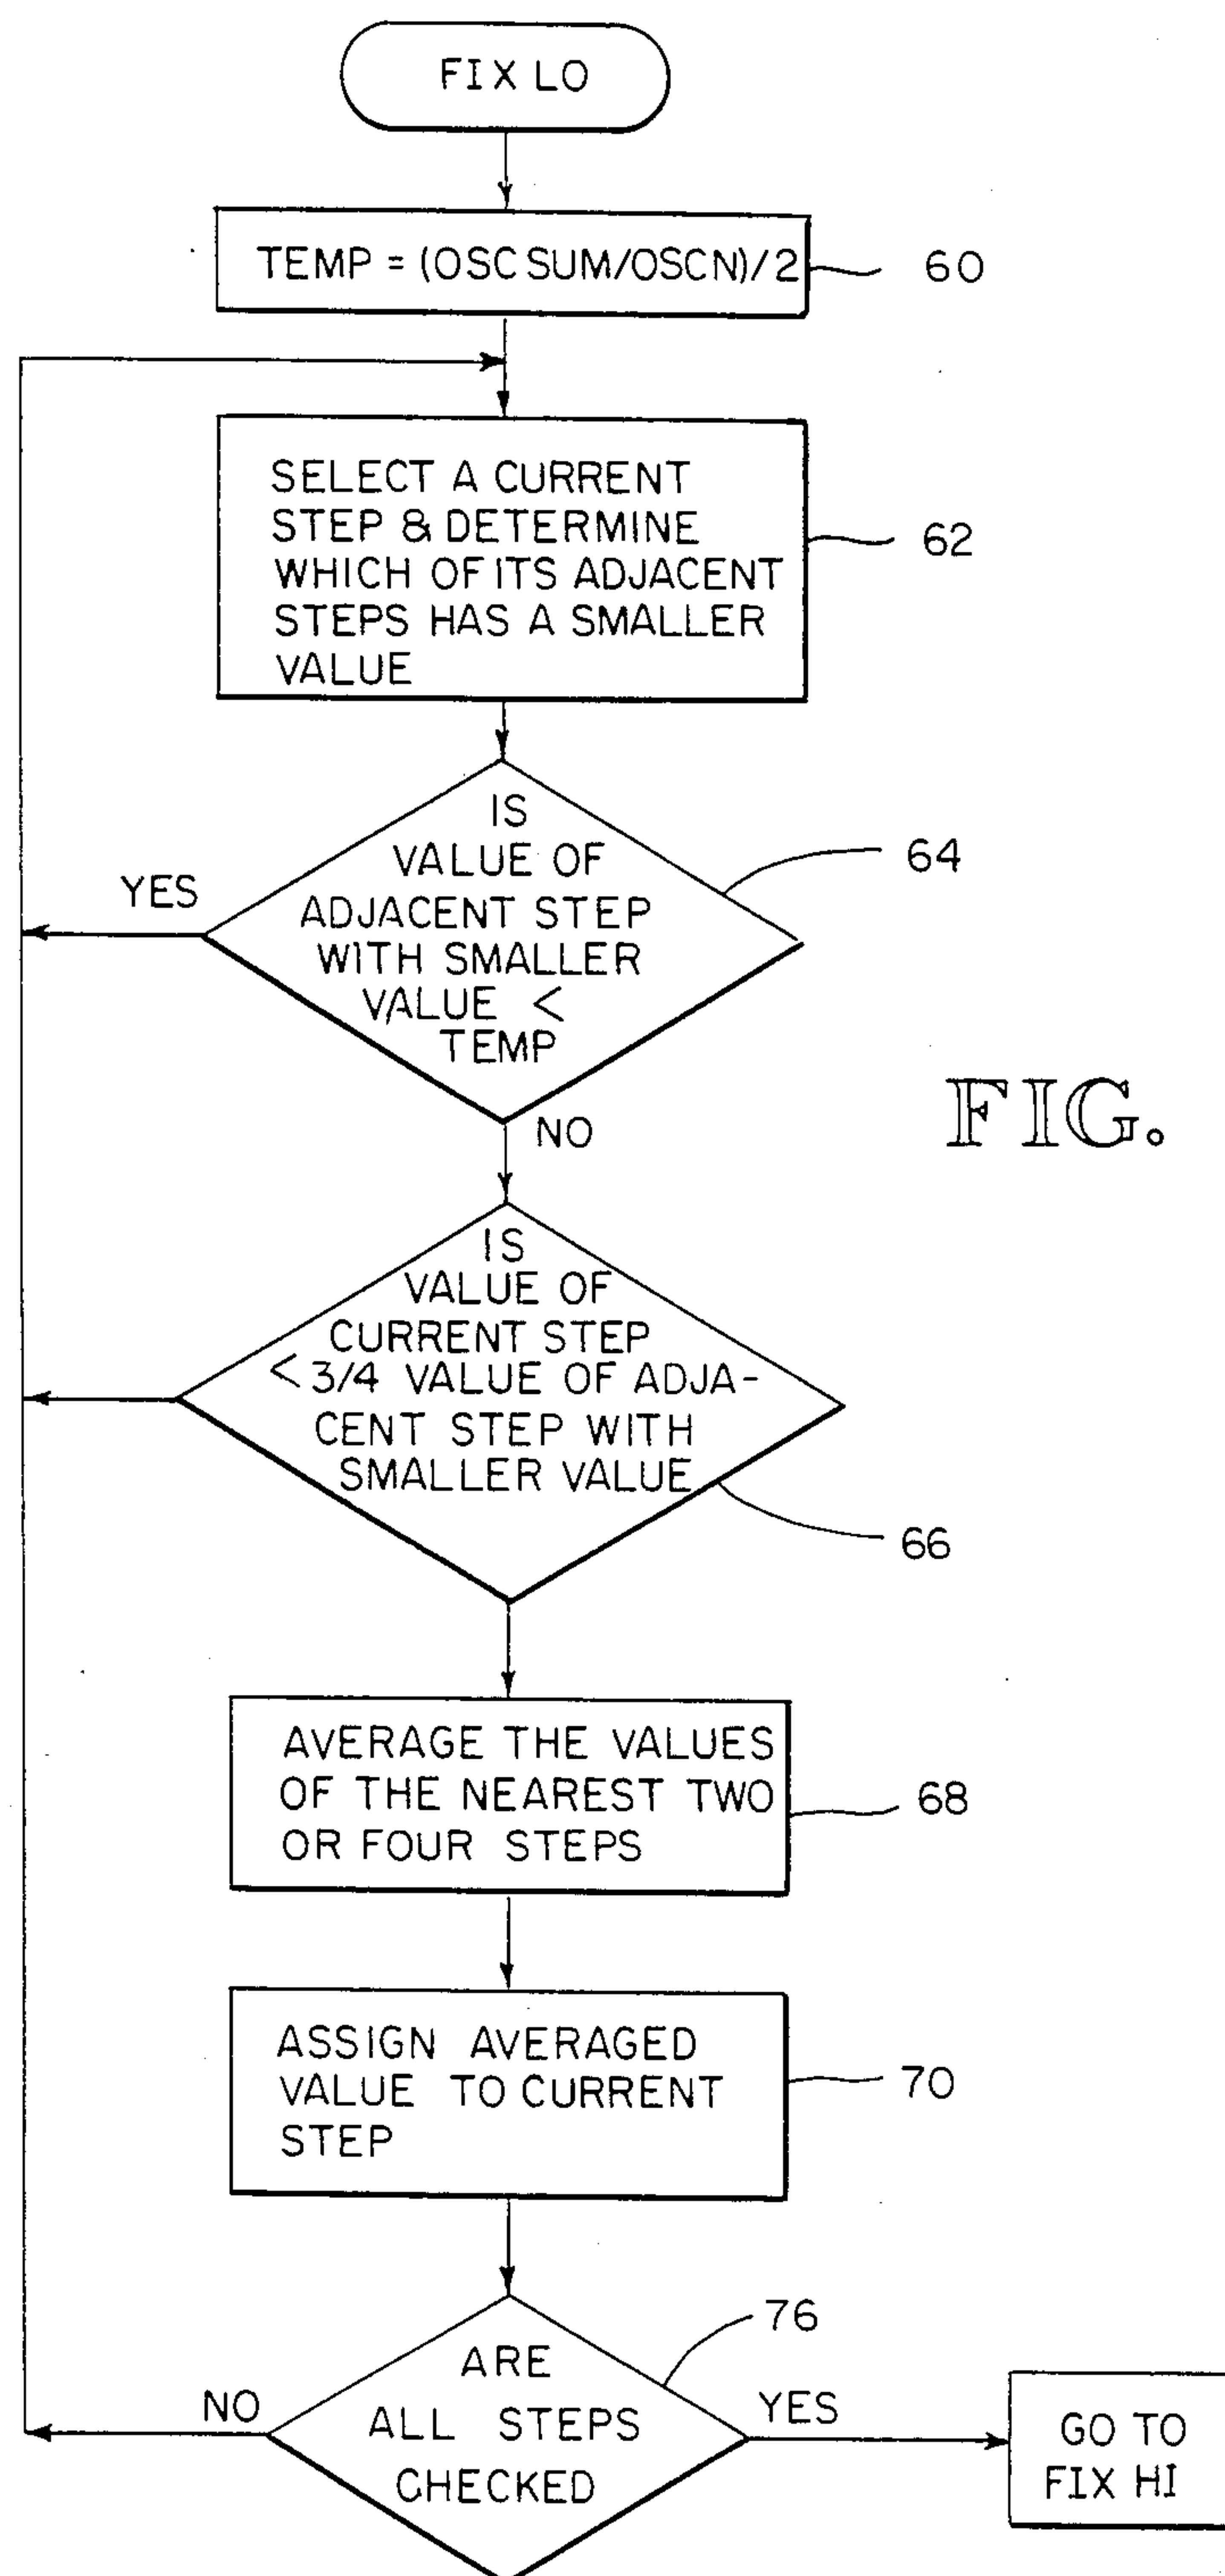 FIX LO
TEMP = (OSCSUM/OSCN)/2
60
SELECT A CURRENT
STEP & DETERMINE
WHICH OF ITS ADJACENT
STEPS HAS A SMALLER
VALUE
62
IS
VALUE OF
ADJACENT STEP
WITH SMALLER
VALUE <
TEMP
64
YES
NO
FIG.
IS
VALUE OF
CURRENT STEP
< 3/4 VALUE OF ADJA-
CENT STEP WITH
SMALLER VALUE
66
AVERAGE THE VALUES
OF THE NEAREST TWO
OR FOUR STEPS
68
ASSIGN AVERAGED
VALUE TO CURRENT
STEP
70
76
ARE
ALL STEPS
CHECKED
NO
YES
GO TO
FIX HI